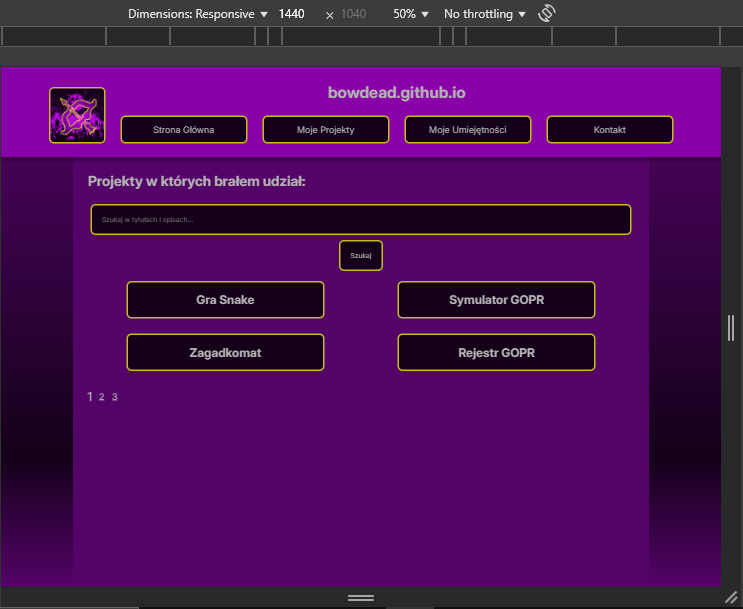 Dimensions: Responsive 1440 × 1040 50% No throttling
bowdead.github.io
Strona Główna Moje Projekty Moje Umiejętności Kontakt
Projekty w których brałem udział:
Szukaj w tytułach i opisach...
Szukaj
Gra Snake Symulator GOPR
Zagadkomat Rejestr GOPR
1 2 3